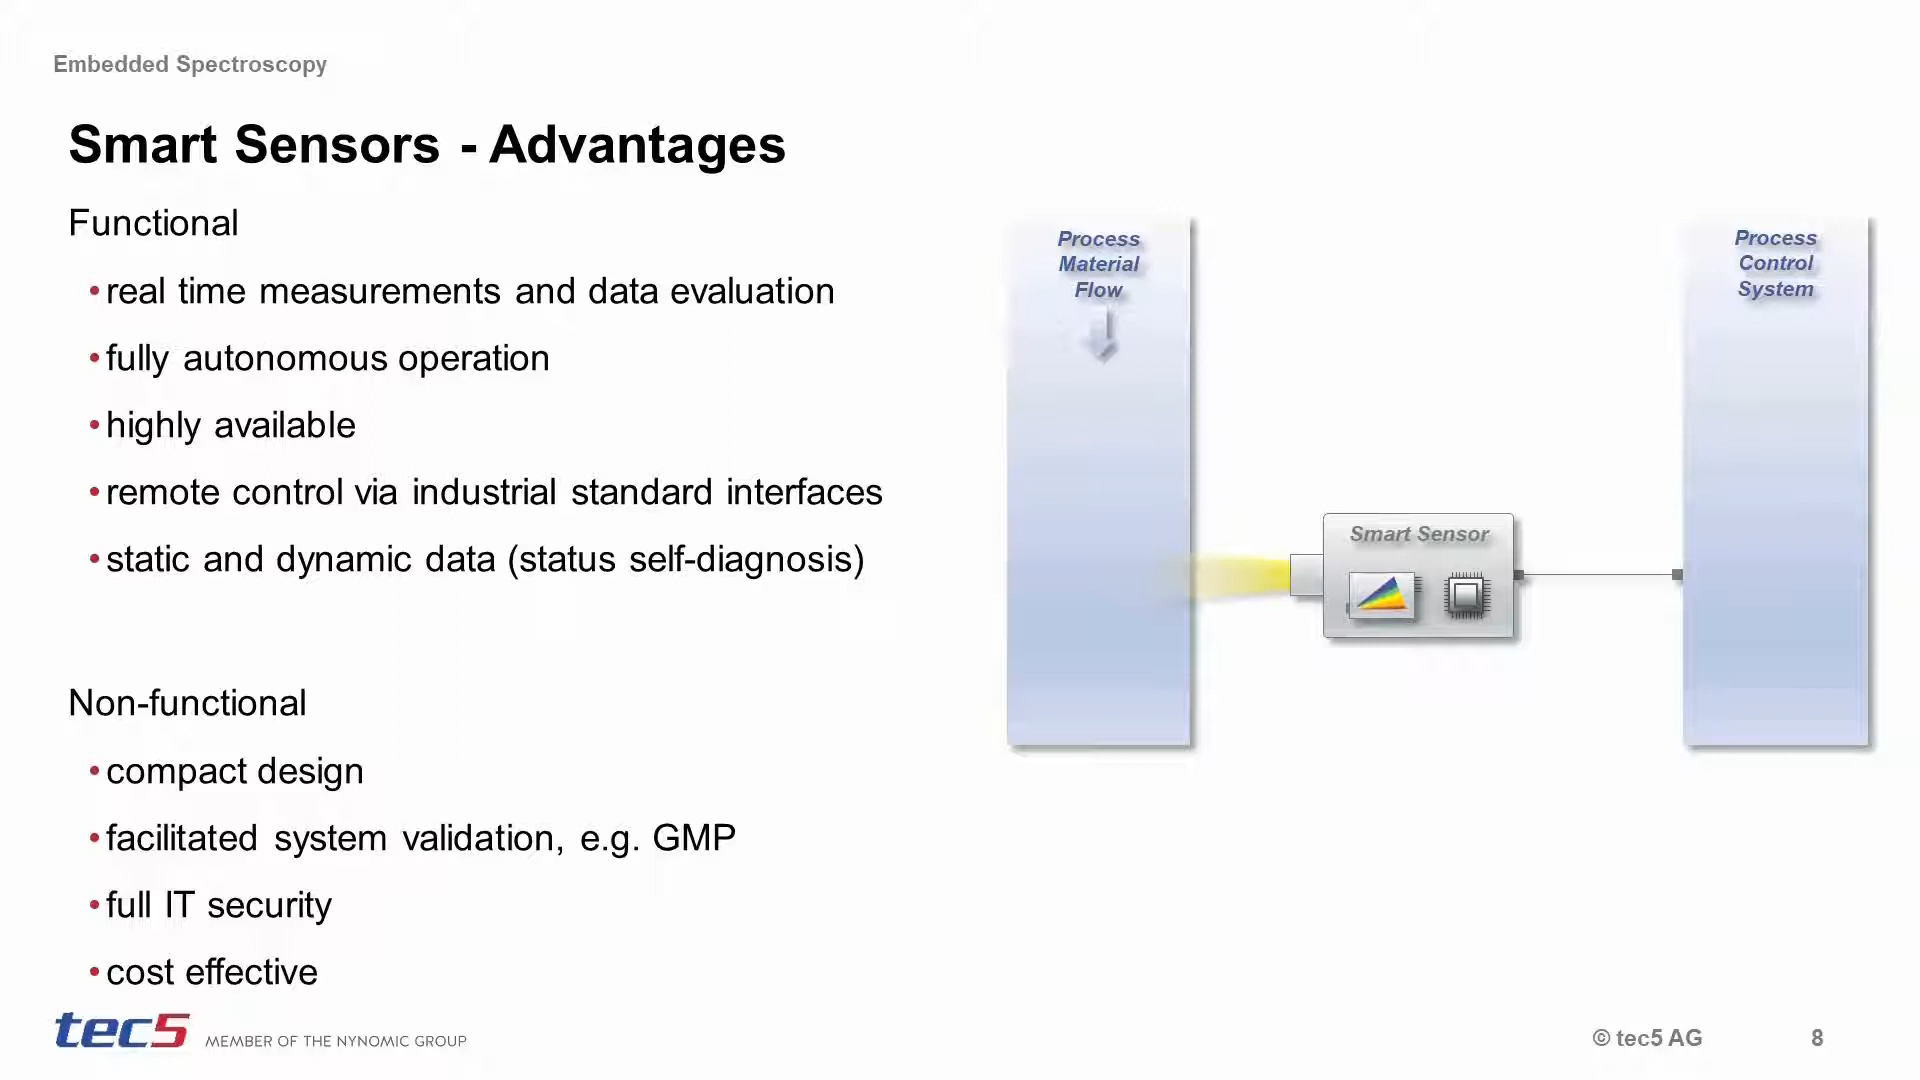 Embedded Spectroscopy
Smart Sensors - Advantages
Functional
•real time measurements and data evaluation
•fully autonomous operation
•highly available
•remote control via industrial standard interfaces
•static and dynamic data (status self-diagnosis)
Non-functional
•compact design
•facilitated system validation, e.g. GMP
•full IT security
•cost effective
Process
Material
Flow
Smart Sensor
Process
Control
System
tec5 MEMBER OF THE NYNOMIC GROUP
© tec5 AG
8